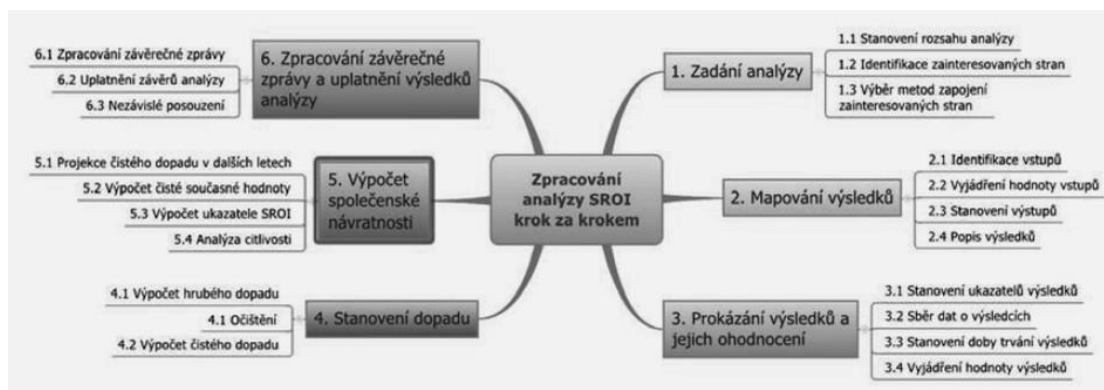 Zpracování
analýzy SROI
krok za krokem
1. Zadání analýzy
1.1 Stanovení rozsahu analýzy
1.2 Identifikace zainteresovaných stran
1.3 Výběr metod zapojení
zainteresovaných stran
2. Mapování výsledků
2.1 Identifikace vstupů
2.2 Vyjádření hodnoty vstupů
2.3 Stanovení výstupů
2.4 Popis výsledků
3. Prokázání výsledků a
jejich ohodnocení
3.1 Stanovení ukazatelů výsledků
3.2 Sběr dat o výsledcích
3.3 Stanovení doby trvání výsledků
3.4 Vyjádření hodnoty výsledků
4. Stanovení dopadu
4.1 Výpočet hrubého dopadu
4.1 Očištění
4.2 Výpočet čistého dopadu
5. Výpočet
společenské
návratnosti
5.1 Projekce čistého dopadu v dalších letech
5.2 Výpočet čisté současné hodnoty
5.3 Výpočet ukazatele SROI
5.4 Analýza citlivosti
6. Zpracování závěrečné
zprávy a uplatnění výsledků
analýzy
6.1 Zpracování závěrečné zprávy
6.2 Uplatnění závěrů analýzy
6.3 Nezávislé posouzení